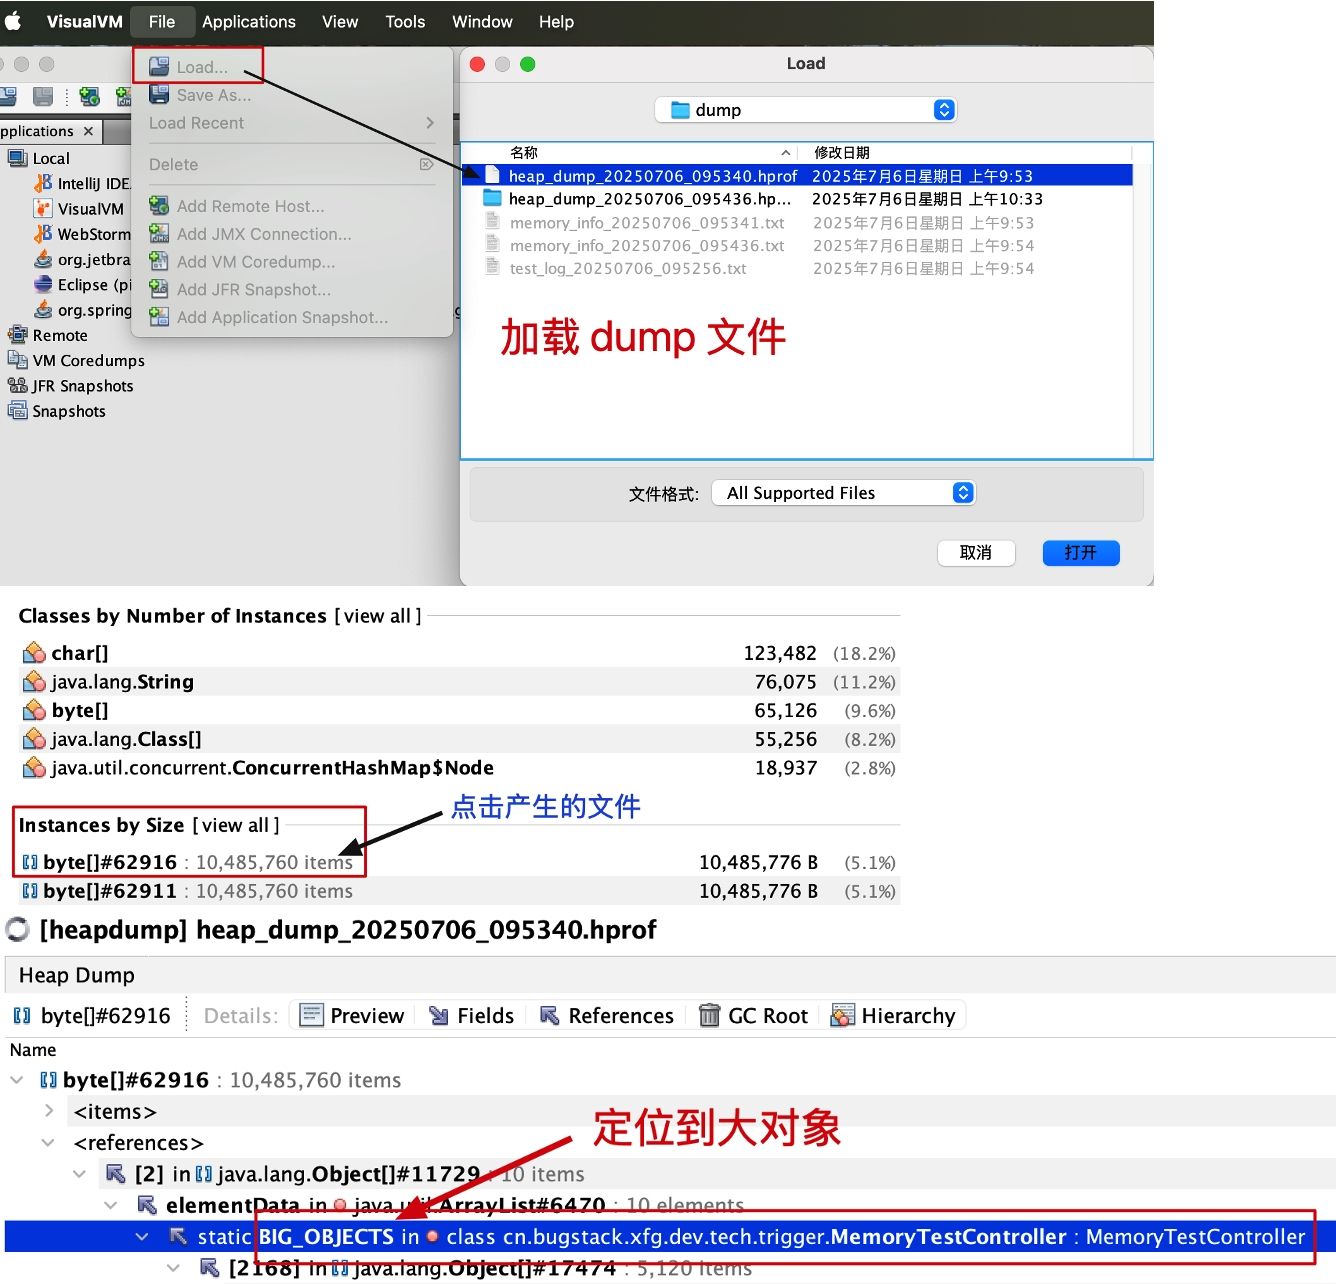 VisualVM File Applications View Tools Window Help
Load...
Save As...
Load Recent
Delete
Add Remote Host...
Add JMX Connection...
Add VM Coredump...
Add JFR Snapshot...
Add Application Snapshot...
pplications ×
Local
IntelliJ IDE
VisualVM
WebStorm
org.jetbra
Eclipse (pi
org.spring
Remote
VM Coredumps
JFR Snapshots
Snapshots
Load
dump
名称 修改日期
heap_dump_20250706_095340.hprof 2025年7月6日星期日 上午9:53
heap_dump_20250706_095436.hp... 2025年7月6日星期日 上午10:33
memory_info_20250706_095341.txt 2025年7月6日星期日 上午9:53
memory_info_20250706_095436.txt 2025年7月6日星期日 上午9:54
test_log_20250706_095256.txt 2025年7月6日星期日 上午9:54
加载 dump 文件
文件格式: All Supported Files
取消 打开
Classes by Number of Instances [ view all ]
char[] 123,482 (18.2%)
java.lang.String 76,075 (11.2%)
byte[] 65,126 (9.6%)
java.lang.Class[] 55,256 (8.2%)
java.util.concurrent.ConcurrentHashMap$Node 18,937 (2.8%)
点击产生的文件
Instances by Size [ view all ]
byte[]#62916 : 10,485,760 items 10,485,776 B (5.1%)
byte[]#62911 : 10,485,760 items 10,485,776 B (5.1%)
[heapdump] heap_dump_20250706_095340.hprof
Heap Dump
byte[]#62916 Details: Preview Fields References GC Root Hierarchy
Name
byte[]#62916 : 10,485,760 items
<items>
定位到大对象
<references>
[2] in java.lang.Object[]#11729 : 10 items
elementData in java.util.ArrayList#6470 : 10 elements
static BIG_OBJECTS in class cn.bugstack.xfg.dev.tech.trigger.MemoryTestController : MemoryTestController
[2168] in java.lang.Object[]#17474 : 5,120 items